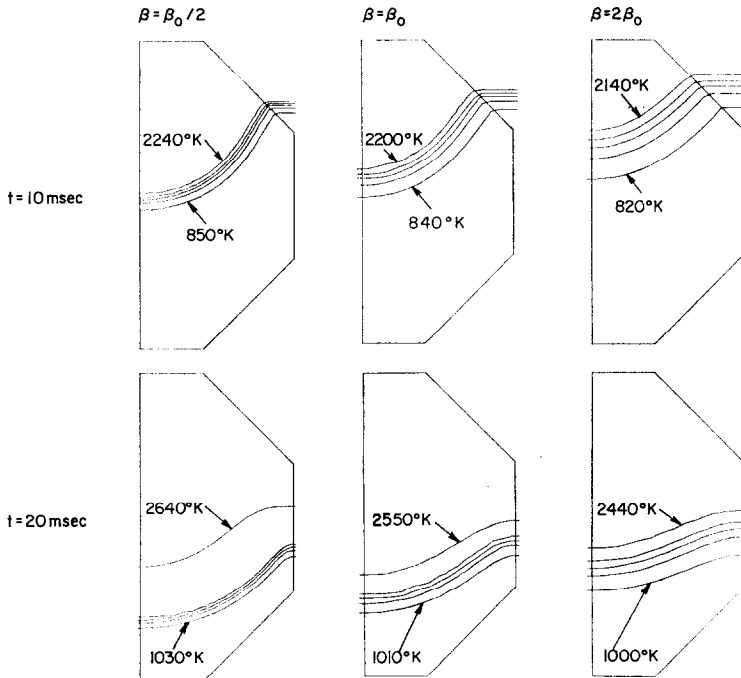 β = β₀ /2
β = β₀
β = 2β₀
t = 10 msec
2240°K
850°K
2200°K
840°K
2140°K
820°K
t = 20 msec
2640°K
1030°K
2550°K
1010°K
2440°K
1000°K